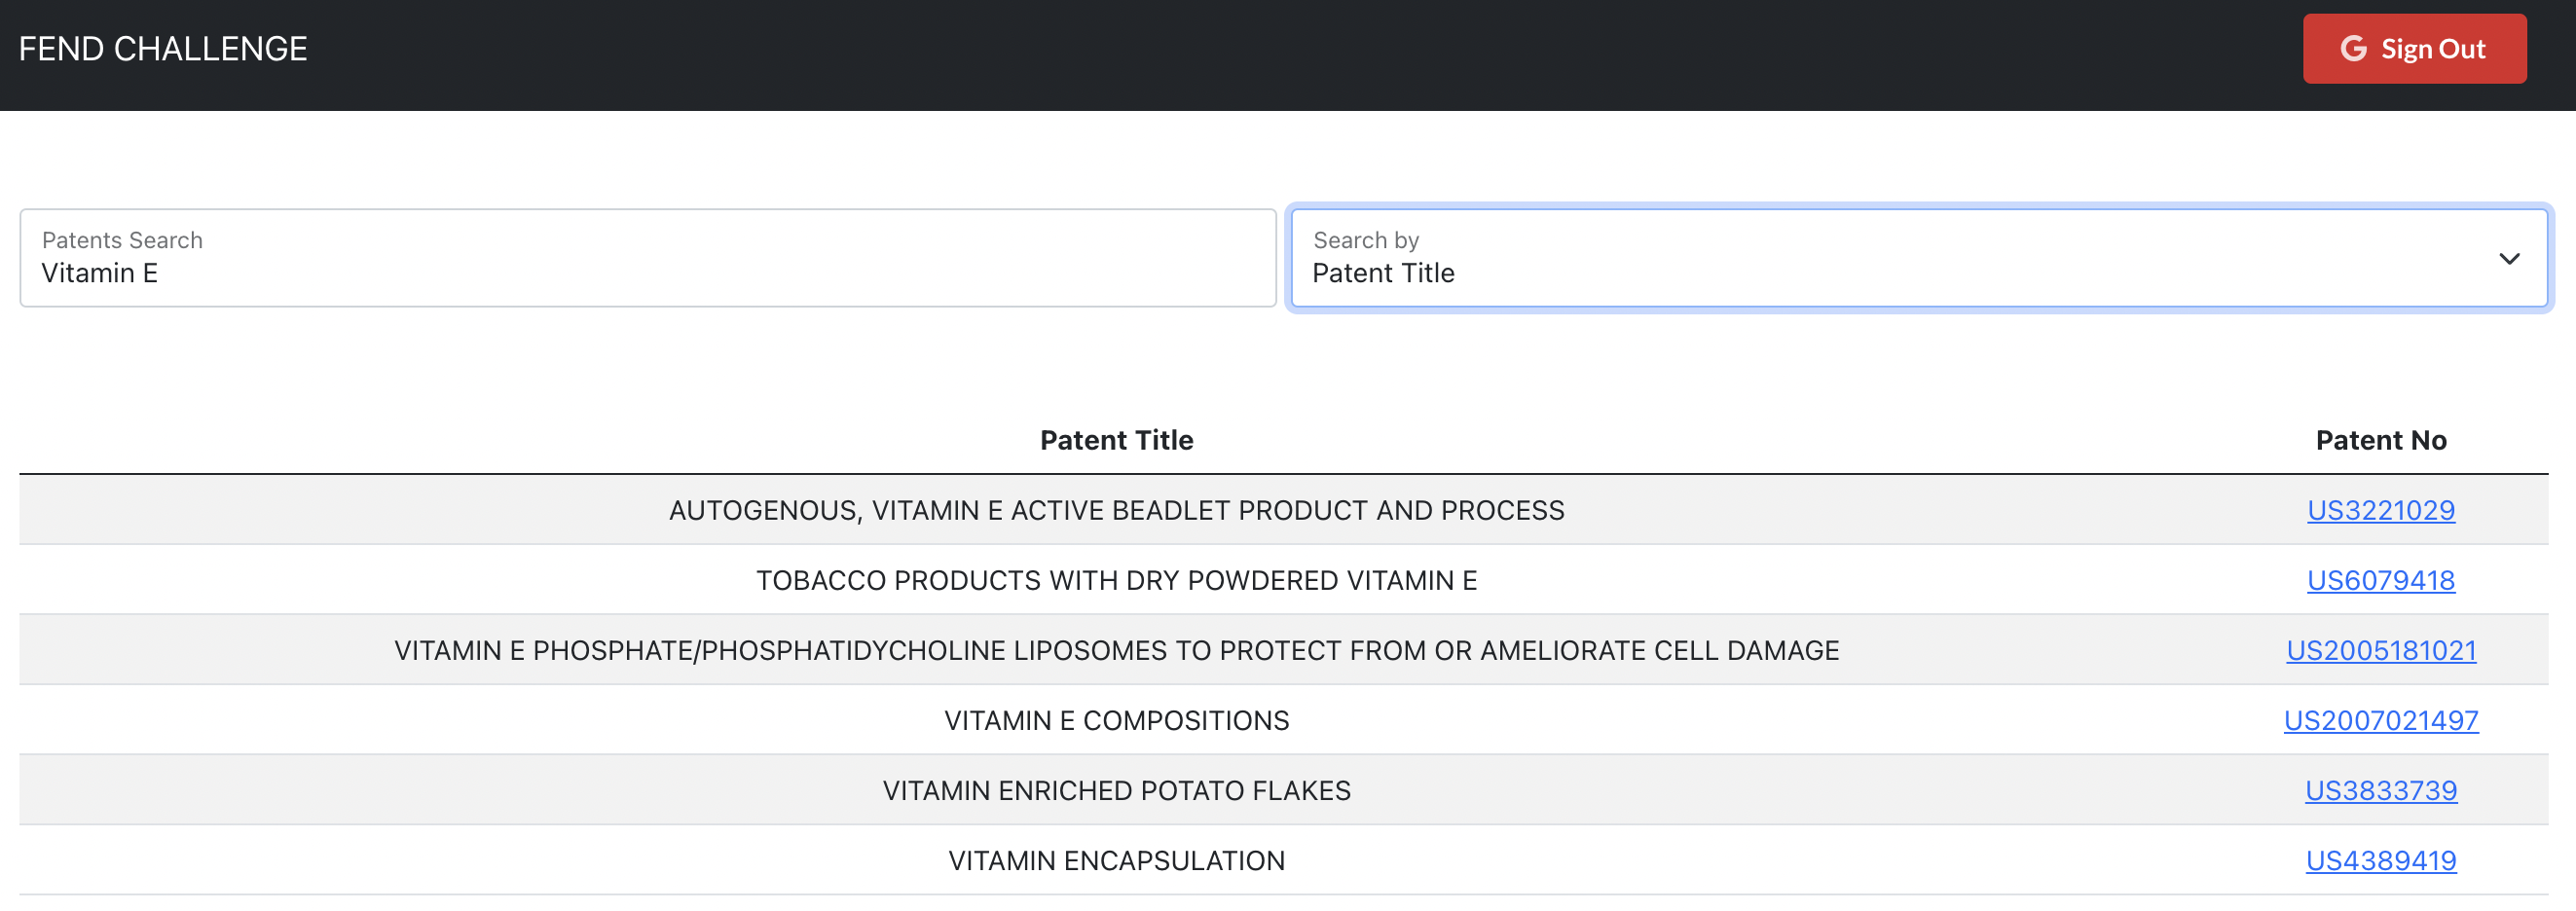 FEND CHALLENGE
Sign Out
Patents Search
Vitamin E
Search by
Patent Title
Patent Title Patent No
AUTOGENOUS, VITAMIN E ACTIVE BEADLET PRODUCT AND PROCESS US3221029
TOBACCO PRODUCTS WITH DRY POWDERED VITAMIN E US6079418
VITAMIN E PHOSPHATE/PHOSPHATIDYCHOLINE LIPOSOMES TO PROTECT FROM OR AMELIORATE CELL DAMAGE US2005181021
VITAMIN E COMPOSITIONS US2007021497
VITAMIN ENRICHED POTATO FLAKES US3833739
VITAMIN ENCAPSULATION US4389419